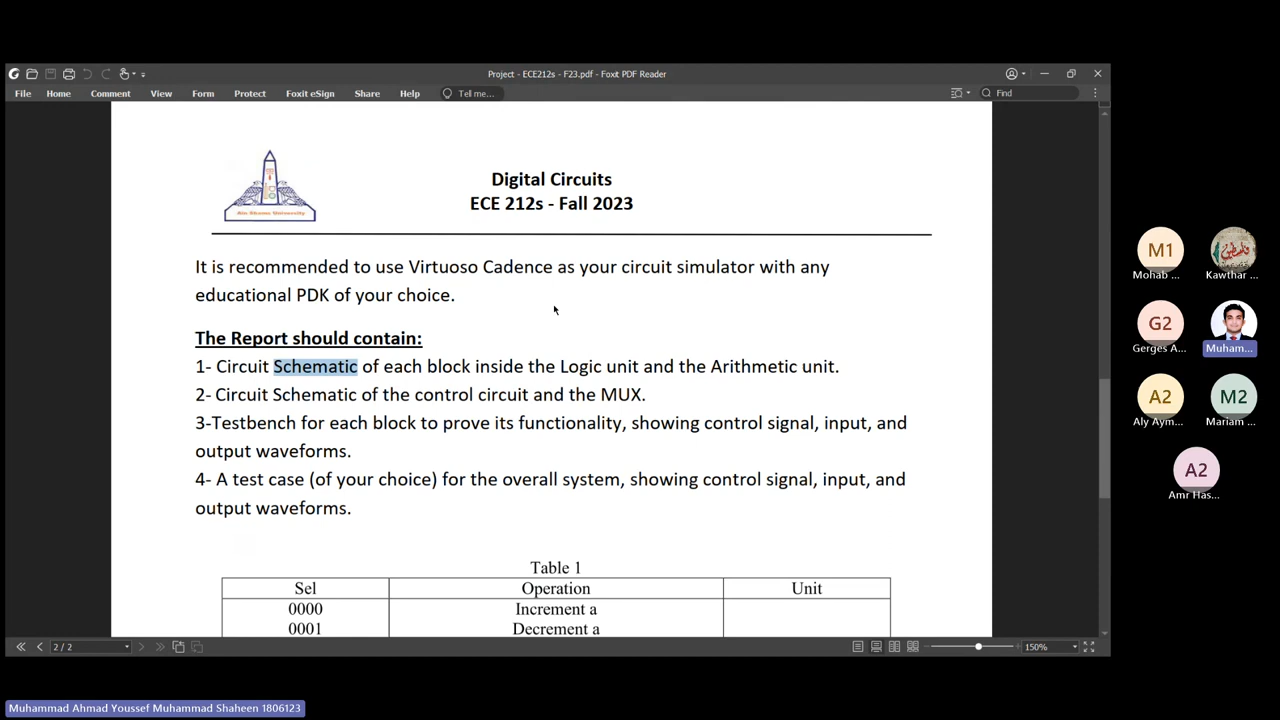 Project - ECE212s - F23.pdf - Foxit PDF Reader
File Home Comment View Form Protect Foxit eSign Share Help Tell me... Find
Ain Shams University
Digital Circuits
ECE 212s - Fall 2023
It is recommended to use Virtuoso Cadence as your circuit simulator with any
educational PDK of your choice.
The Report should contain:
1- Circuit Schematic of each block inside the Logic unit and the Arithmetic unit.
2- Circuit Schematic of the control circuit and the MUX.
3-Testbench for each block to prove its functionality, showing control signal, input, and
output waveforms.
4- A test case (of your choice) for the overall system, showing control signal, input, and
output waveforms.
Table 1
Sel Operation Unit
0000 Increment a
0001 Decrement a
2 / 2 150%
M1
Mohab ... Kawthar ...
G2
Gerges A... Muham...
A2 M2
Aly Aym... Mariam ...
A2
Amr Has...
Muhammad Ahmad Youssef Muhammad Shaheen 1806123